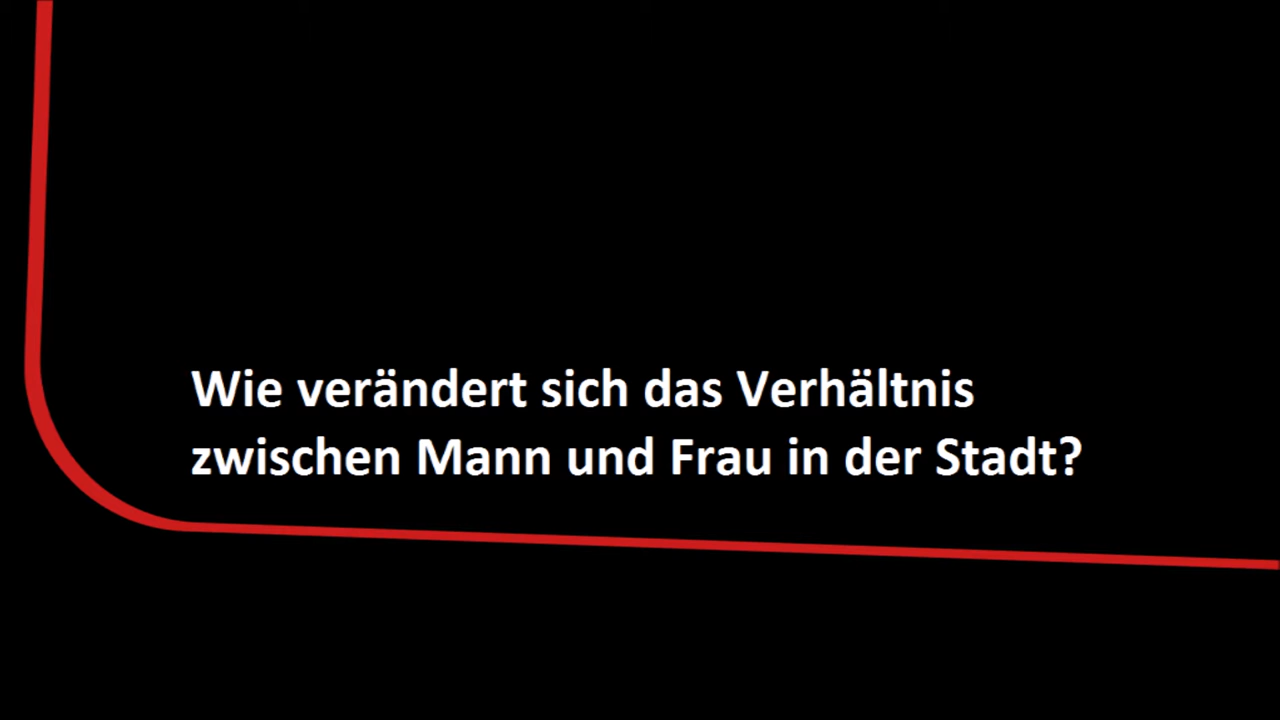 Wie verändert sich das Verhältnis
zwischen Mann und Frau in der Stadt?